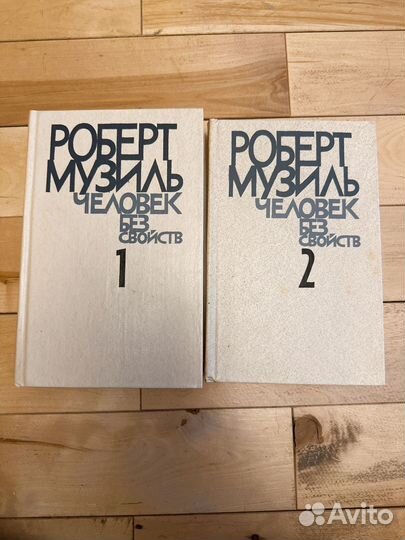 РОБЕРТ
МУЗИЛЬ
ЧЕЛОВЕК
БЕЗ
СВОЙСТВ
1
РОБЕРТ
МУЗИЛЬ
ЧЕЛОВЕК
БЕЗ
СВОЙСТВ
2
Avito